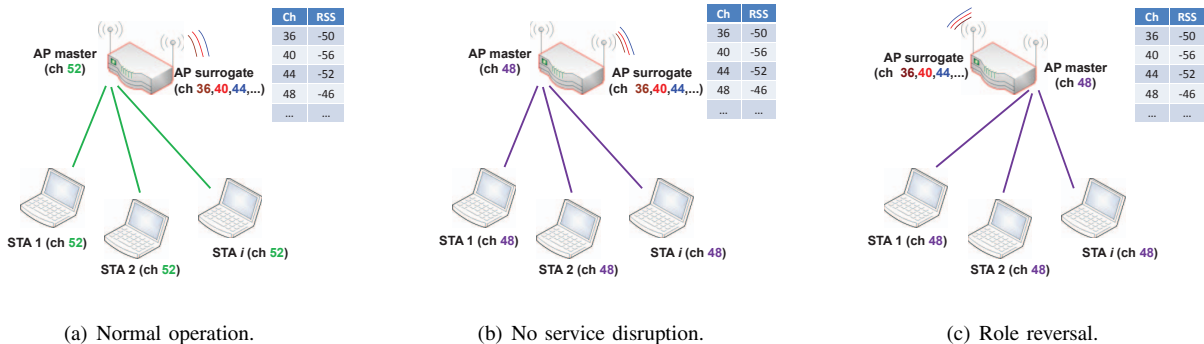 AP master
(ch 52)
AP surrogate
(ch 36,40,44,...)
Ch RSS
36 -50
40 -56
44 -52
48 -46
... ...
STA 1 (ch 52)
STA 2 (ch 52)
STA i (ch 52)
(a) Normal operation.
AP master
(ch 48)
AP surrogate
(ch 36,40,44,...)
Ch RSS
36 -50
40 -56
44 -52
48 -46
... ...
STA 1 (ch 48)
STA 2 (ch 48)
STA i (ch 48)
(b) No service disruption.
AP surrogate
(ch 36,40,44,...)
AP master
(ch 48)
Ch RSS
36 -50
40 -56
44 -52
48 -46
... ...
STA 1 (ch 48)
STA 2 (ch 48)
STA i (ch 48)
(c) Role reversal.